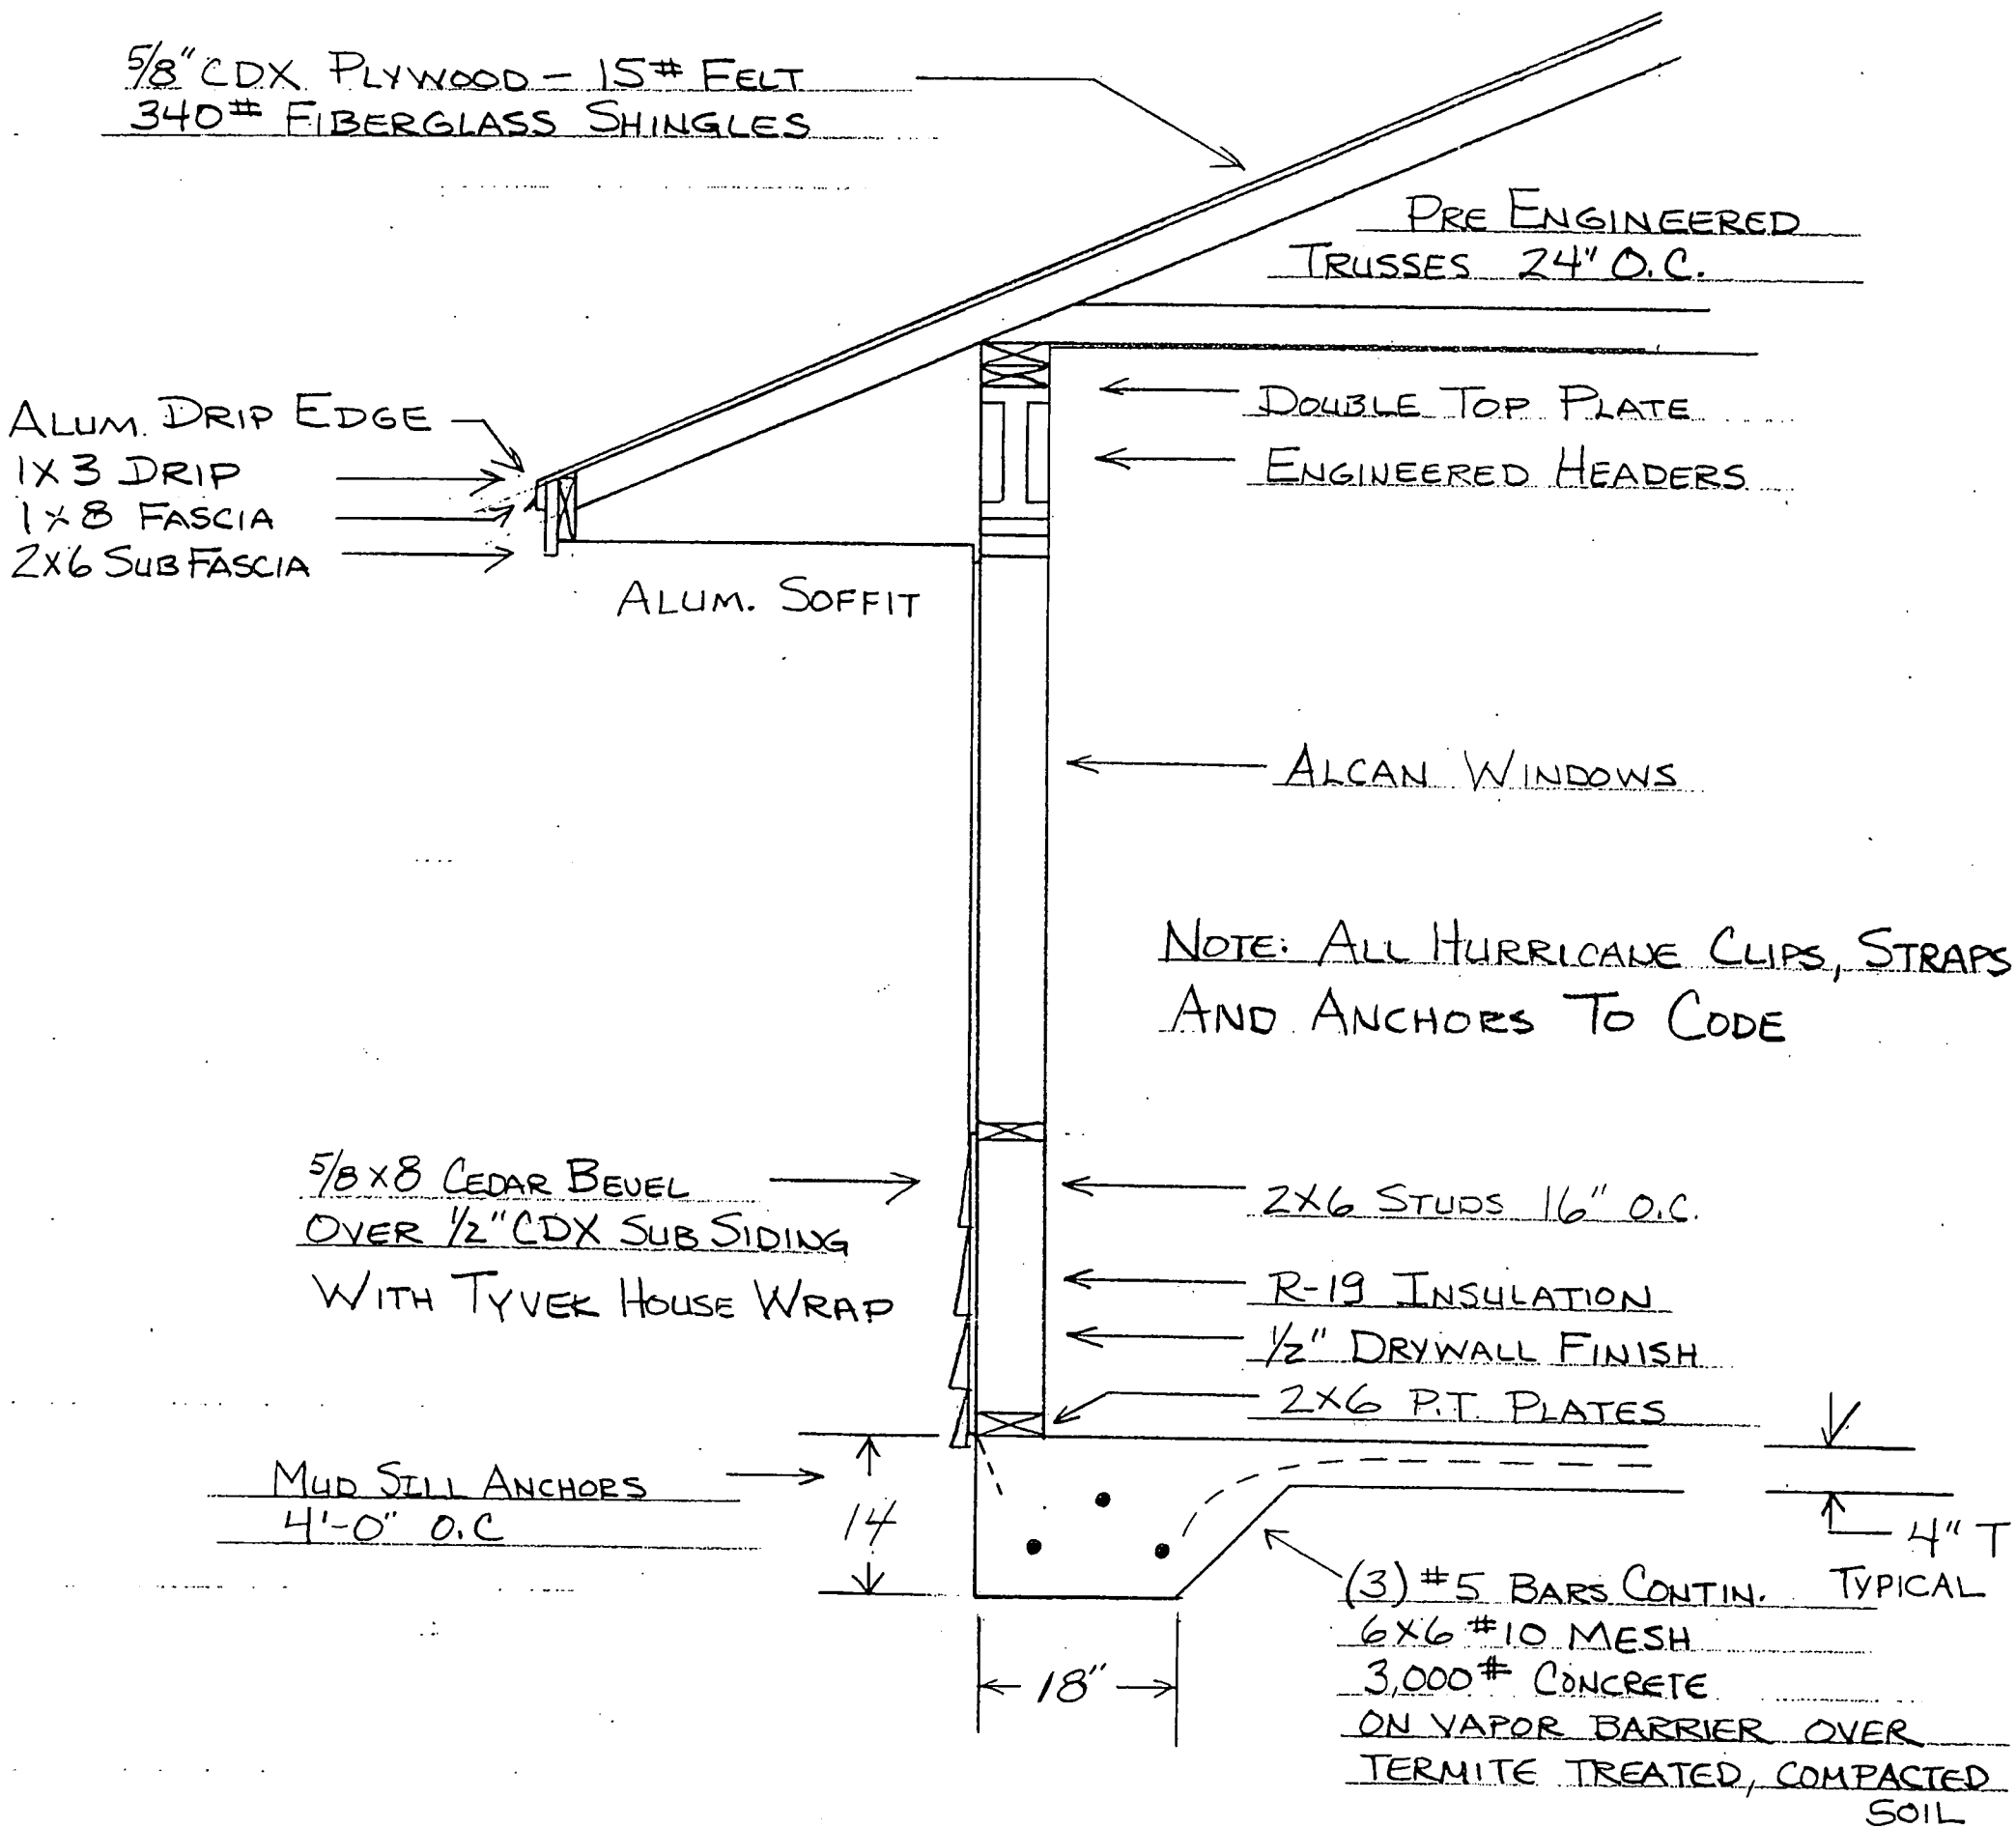 5/8" CDX PLYWOOD - 15# FELT
340# FIBERGLASS SHINGLES
PRE ENGINEERED
TRUSSES 24" O.C.
ALUM. DRIP EDGE
1X3 DRIP
1X8 FASCIA
2X6 SUB FASCIA
ALUM. SOFFIT
DOUBLE TOP PLATE
ENGINEERED HEADERS
ALCAN WINDOWS
NOTE: ALL HURRICANE CLIPS, STRAPS
AND ANCHORS TO CODE
5/8 X 8 CEDAR BEVEL
OVER 1/2" CDX SUB SIDING
WITH TYVEK HOUSE WRAP
2X6 STUDS 16" O.C.
R-19 INSULATION
1/2" DRYWALL FINISH
2X6 P.T. PLATES
MUD SILL ANCHORS
4'-0" O.C
14
18"
4" T
TYPICAL
(3) #5 BARS CONTIN.
6X6 #10 MESH
3,000# CONCRETE
ON VAPOR BARRIER OVER
TERMITE TREATED, COMPACTED
SOIL